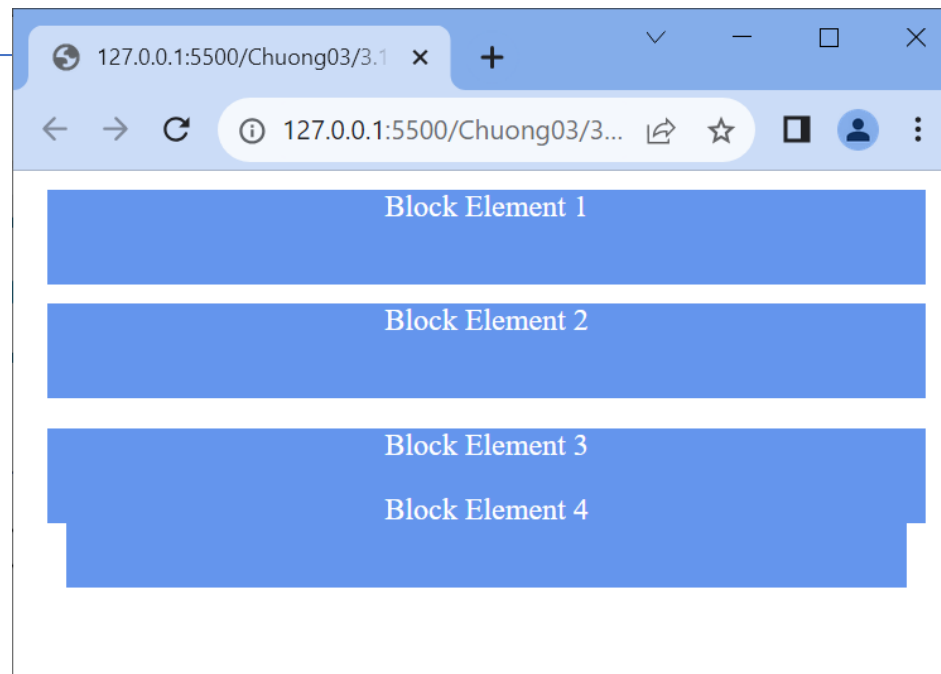 127.0.0.1:5500/Chuong03/3.1
127.0.0.1:5500/Chuong03/3...
Block Element 1
Block Element 2
Block Element 3
Block Element 4